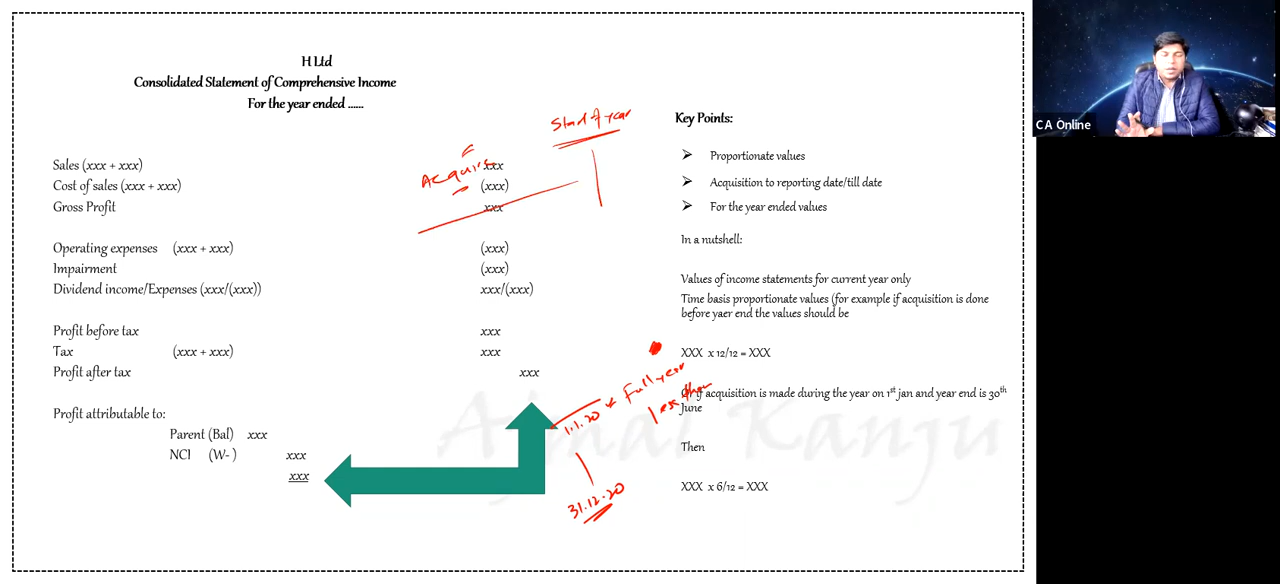 H Ltd
Consolidated Statement of Comprehensive Income
For the year ended ......
Start of year
Acquire
Sales (xxx + xxx) xxx
Cost of sales (xxx + xxx) (xxx)
Gross Profit xxx
Operating expenses (xxx + xxx) (xxx)
Impairment (xxx)
Dividend income/Expenses (xxx/(xxx)) xxx/(xxx)
Profit before tax xxx
Tax (xxx + xxx) xxx
Profit after tax xxx
Profit attributable to:
Parent (Bal) xxx
NCI (W- ) xxx
xxx
1.1.20
Full year
less than
31.12.20
Key Points:
➢ Proportionate values
➢ Acquisition to reporting date/till date
➢ For the year ended values
In a nutshell:
Values of income statements for current year only
Time basis proportionate values (for example if acquisition is done
before yaer end the values should be
XXX x 12/12 = XXX
Or if acquisition is made during the year on 1st jan and year end is 30th
June
Then
XXX x 6/12 = XXX
Ajmal Kanju
C A Online